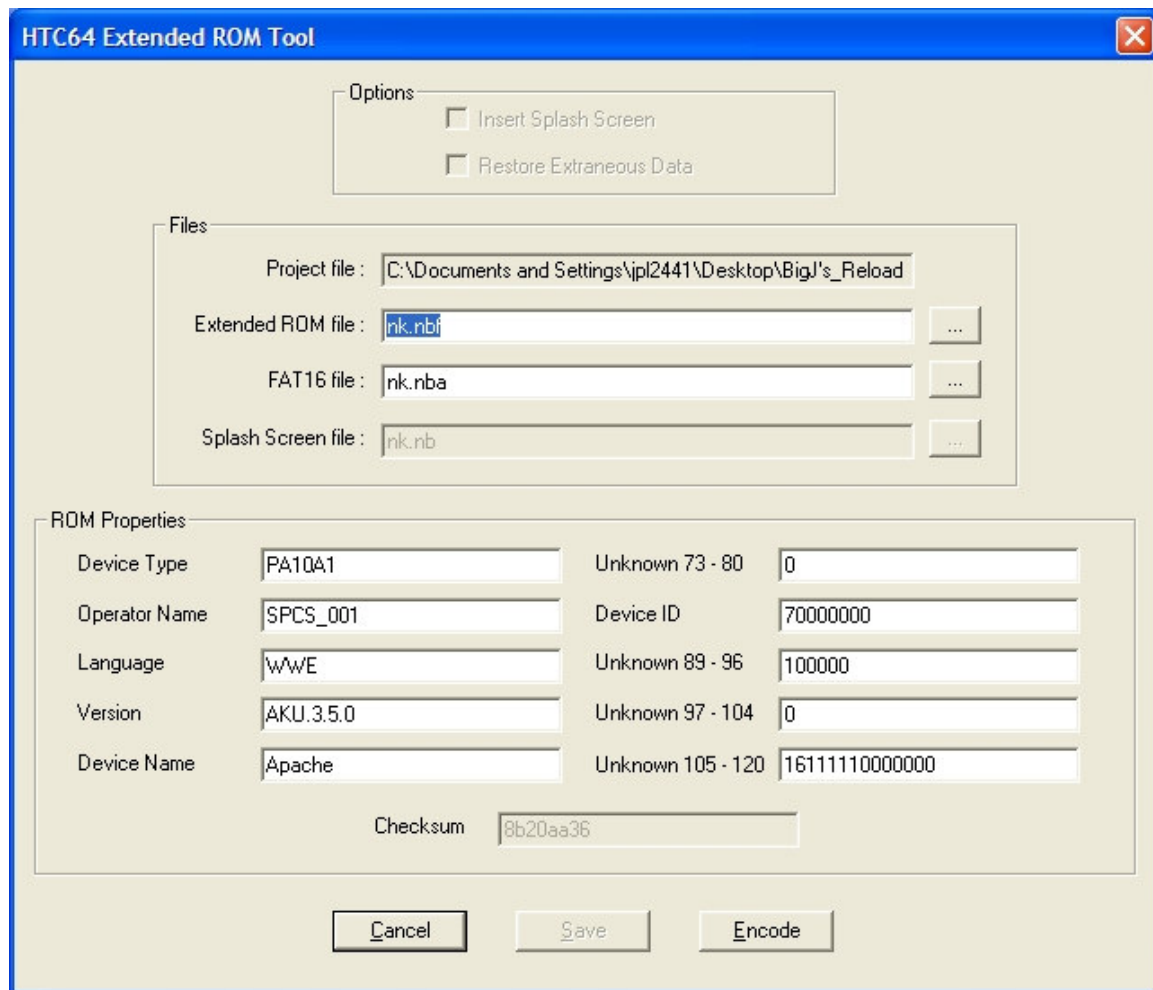 HTC64 Extended ROM Tool
Options
Insert Splash Screen
Restore Extraneous Data
Files
Project file : C:\Documents and Settings\jpl2441\Desktop\BigJ's_Reload
Extended ROM file : nk.nbf ...
FAT16 file : nk.nba ...
Splash Screen file : nk.nb ...
ROM Properties
Device Type PA10A1 Unknown 73 - 80 0
Operator Name SPCS_001 Device ID 70000000
Language WWE Unknown 89 - 96 100000
Version AKU.3.5.0 Unknown 97 - 104 0
Device Name Apache Unknown 105 - 120 16111110000000
Checksum 8b20aa36
Cancel Save Encode